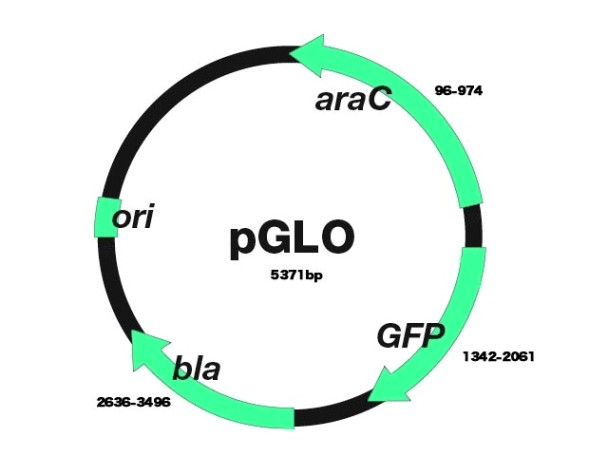 araC
96-974
ori
pGLO
5371bp
GFP
1342-2061
bla
2636-3496